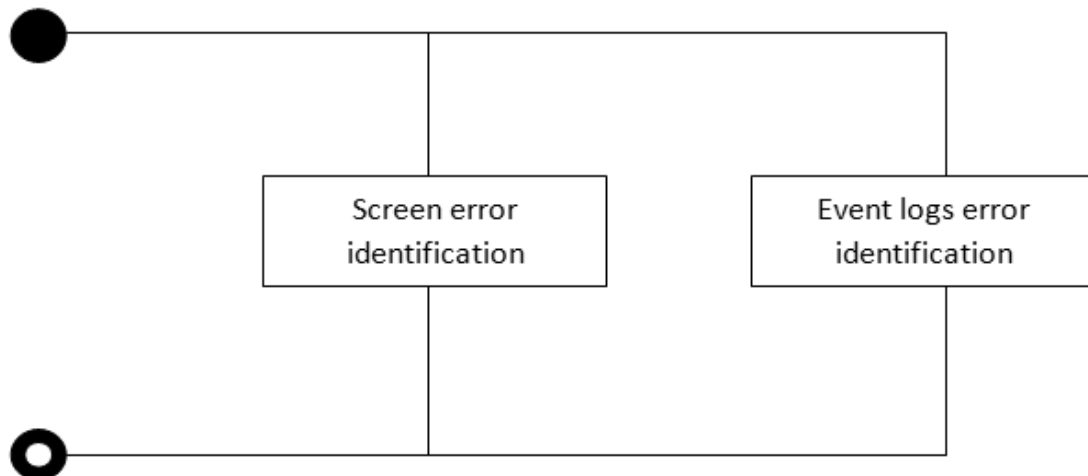 Screen error
identification
Event logs error
identification